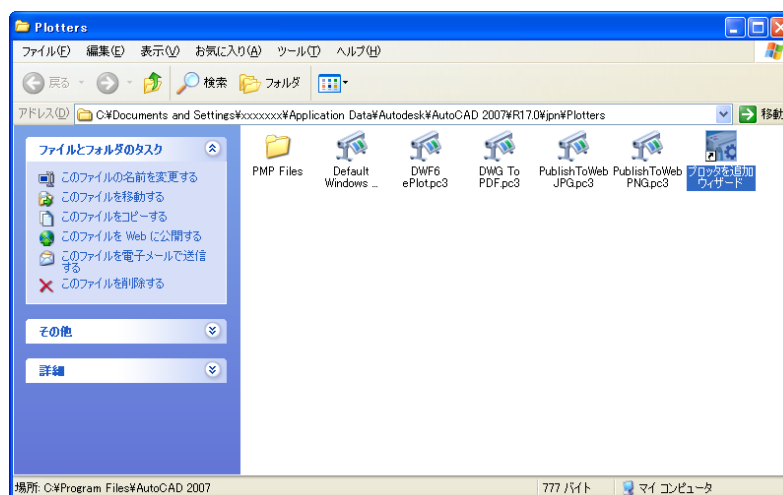 Plotters
ファイル(F) 編集(E) 表示(V) お気に入り(A) ツール(T) ヘルプ(H)
戻る 検索 フォルダ
アドレス(D) C:¥Documents and Settings¥xxxxxxx¥Application Data¥Autodesk¥AutoCAD 2007¥R17.0¥jpn¥Plotters 移動
ファイルとフォルダのタスク
このファイルの名前を変更する
このファイルを移動する
このファイルをコピーする
このファイルを Web に公開する
このファイルを電子メールで送信
する
このファイルを削除する
その他
詳細
PMP Files
Default
Windows ...
DWF6
ePlot.pc3
DWG To
PDF.pc3
PublishToWeb
JPG.pc3
PublishToWeb
PNG.pc3
プロッタを追加
ウィザード
場所: C:¥Program Files¥AutoCAD 2007 777 バイト マイ コンピュータ